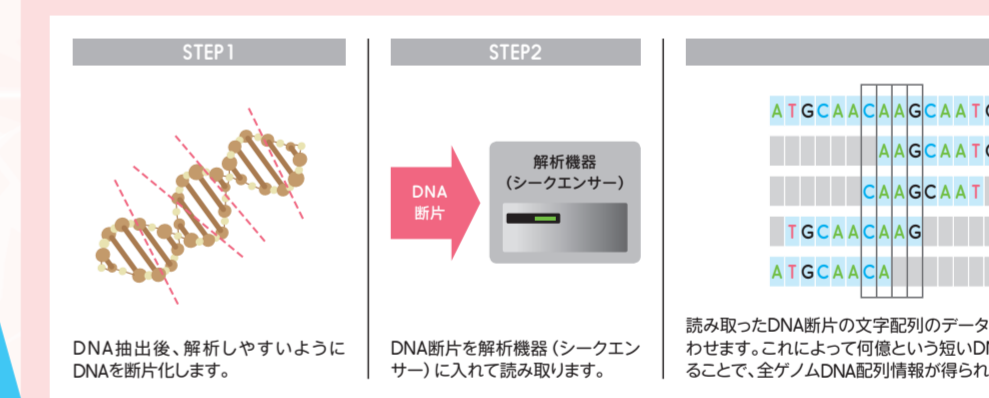 STEP1
DNA抽出後、解析しやすいように
DNAを断片化します。
STEP2
DNA
断片
解析機器
(シークエンサー)
DNA断片を解析機器(シークエン
サー)に入れて読み取ります。
ATGCAACAAGCAAT
AAGCAAT
CAAGCAAT
TGCAACAAG
ATGCAACA
読み取ったDNA断片の文字配列のデータ
わせます。これによって何億という短いDN
ることで、全ゲノムDNA配列情報が得られ